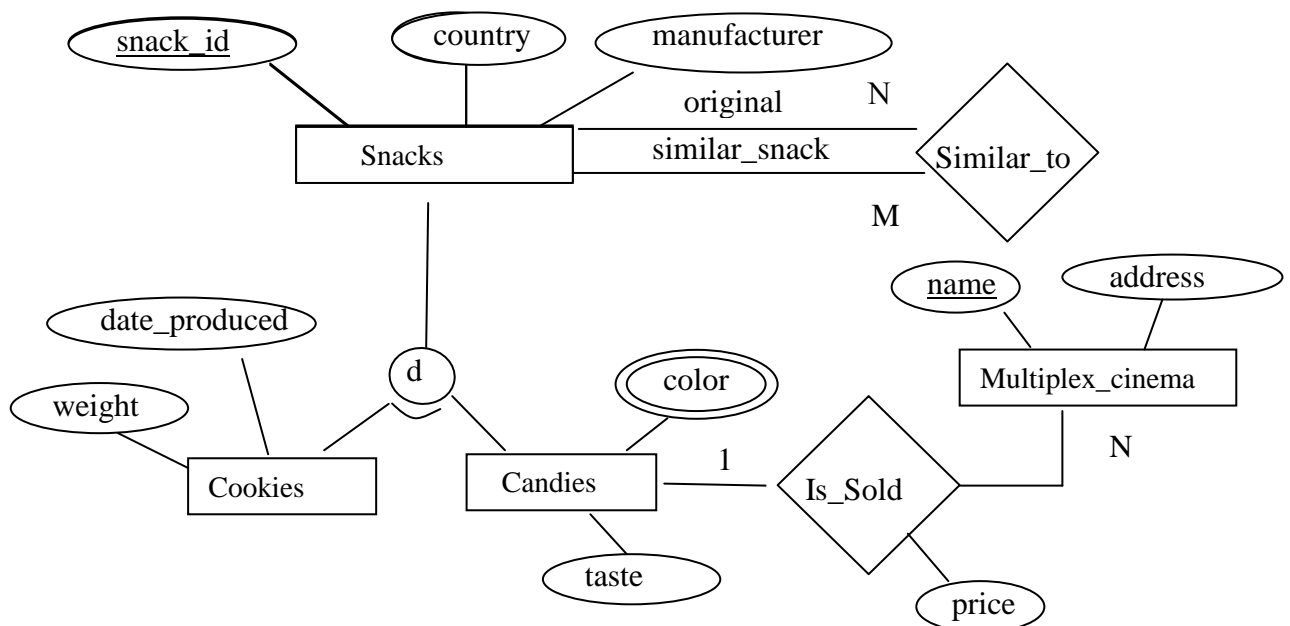 snack_id
country
manufacturer
original
N
Snacks
similar_snack
Similar_to
M
name
address
date_produced
d
color
Multiplex_cinema
weight
Cookies
Candies
1
Is_Sold
N
taste
price